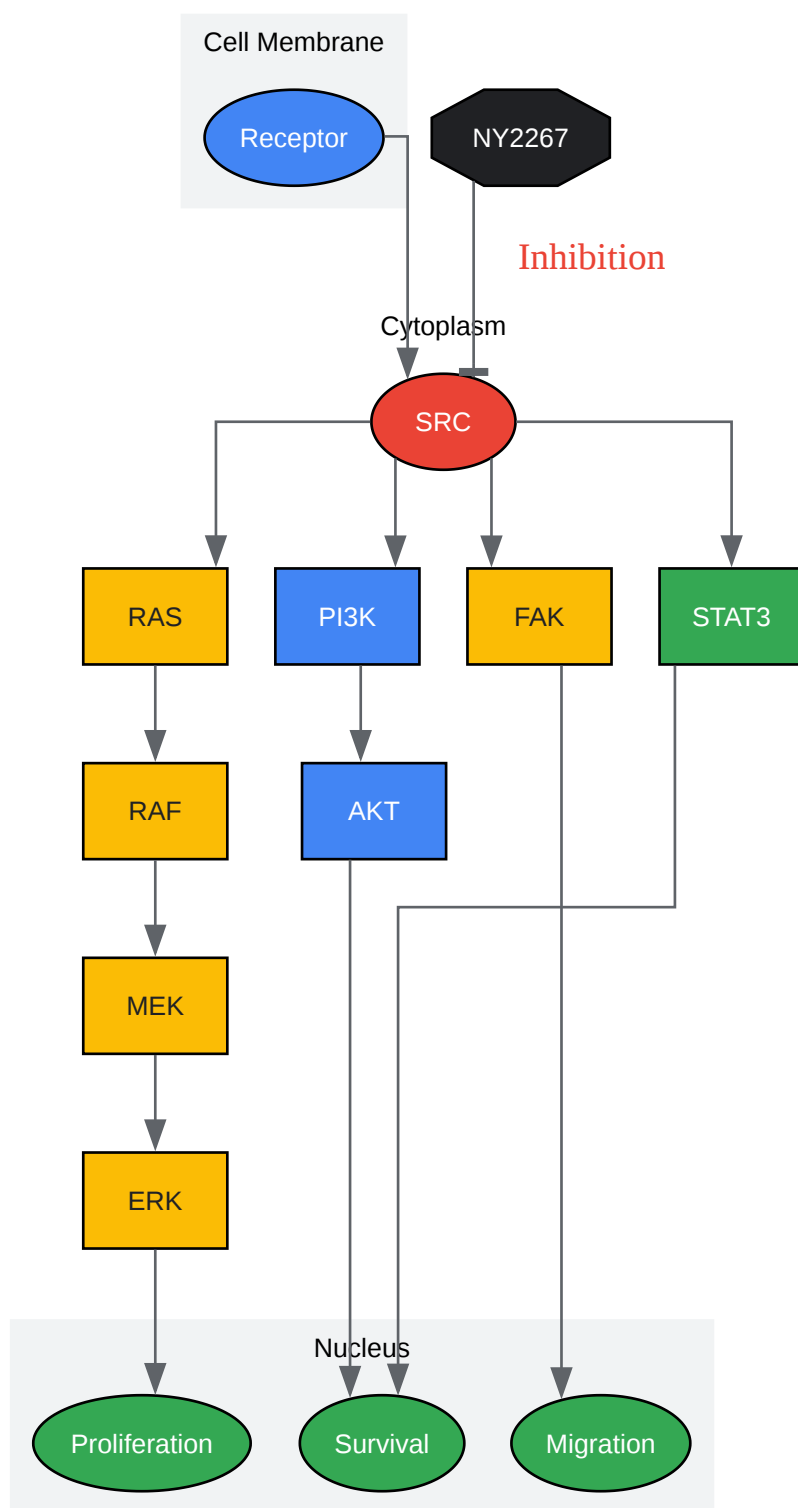 Cell Membrane
Receptor
NY2267
Inhibition
Cytoplasm
SRC
RAS
PI3K
FAK
STAT3
RAF
AKT
MEK
ERK
Nucleus
Proliferation
Survival
Migration